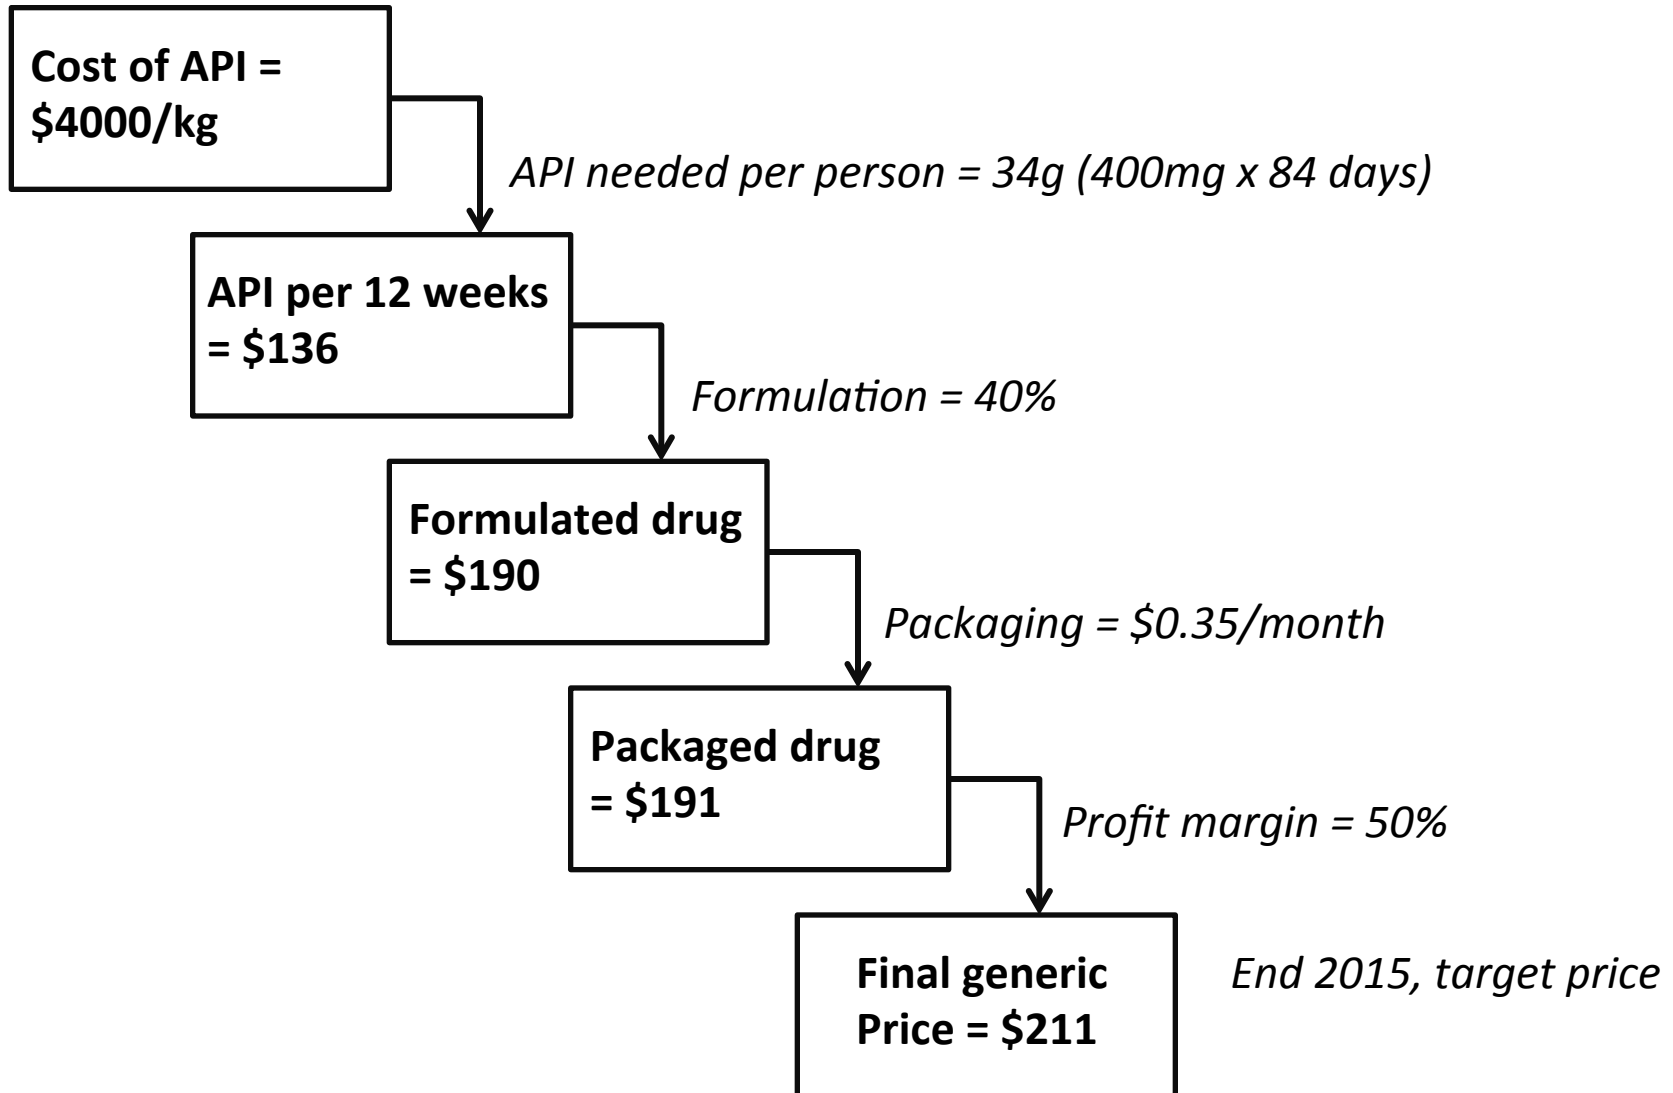 Cost of API =
$4000/kg
API needed per person = 34g (400mg x 84 days)
API per 12 weeks
= $136
Formulation = 40%
Formulated drug
= $190
Packaging = $0.35/month
Packaged drug
= $191
Profit margin = 50%
Final generic
Price = $211
End 2015, target price